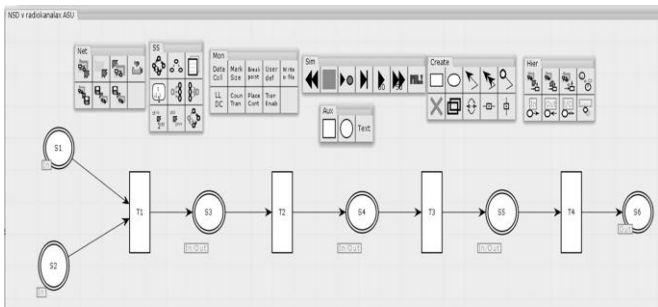 NSD v radiokanalax ASU
Net
SS
Mon
Data Coll
Mark Size
Break point
User def
Write in file
LL DC
Coun Tran
Place Cont
Tran Enab
Sim
Create
Hier
Aux
Text
S1
In
S2
In
T1
S3
In/Out
T2
S4
In/Out
T3
S5
In/Out
T4
S6
Out